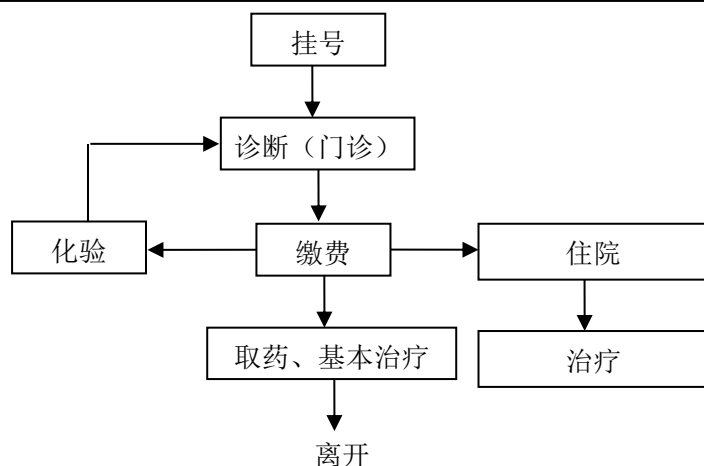 挂号
诊断（门诊）
化验
缴费
住院
取药、基本治疗
治疗
离开